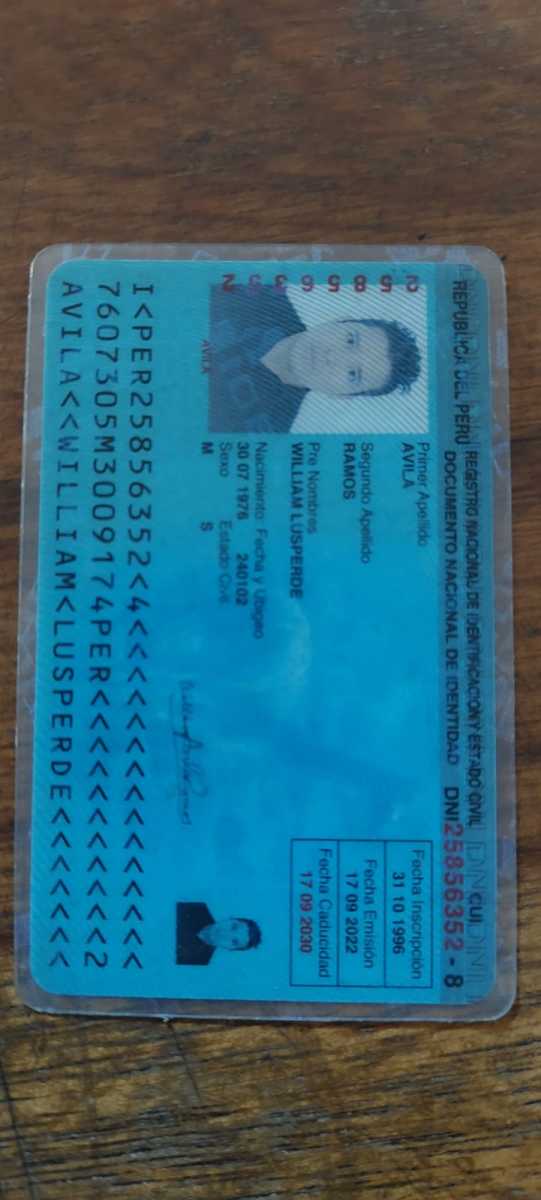 REPUBLICA DEL PERU REGISTRO NACIONAL DE IDENTIFICACION Y ESTADO CIVIL
DOCUMENTO NACIONAL DE IDENTIDAD DNI 25856352 - 8
CUI
Primer Apellido
AVILA
Segundo Apellido
RAMOS
Pre Nombres
WILLIAM LUSPERDE
Nacimiento: Fecha y Ubigeo
30 07 1976 240102
Sexo Estado Civil
M S
Fecha Inscripción
31 10 1996
Fecha Emisión
17 09 2022
Fecha Caducidad
17 09 2030
AVILA
I<PER25856352<4<<<<<<<<<<<<<<<
7607305M3009174PER<<<<<<<<<<<2
AVILA<<WILLIAM<LUSPERDE<<<<<<<